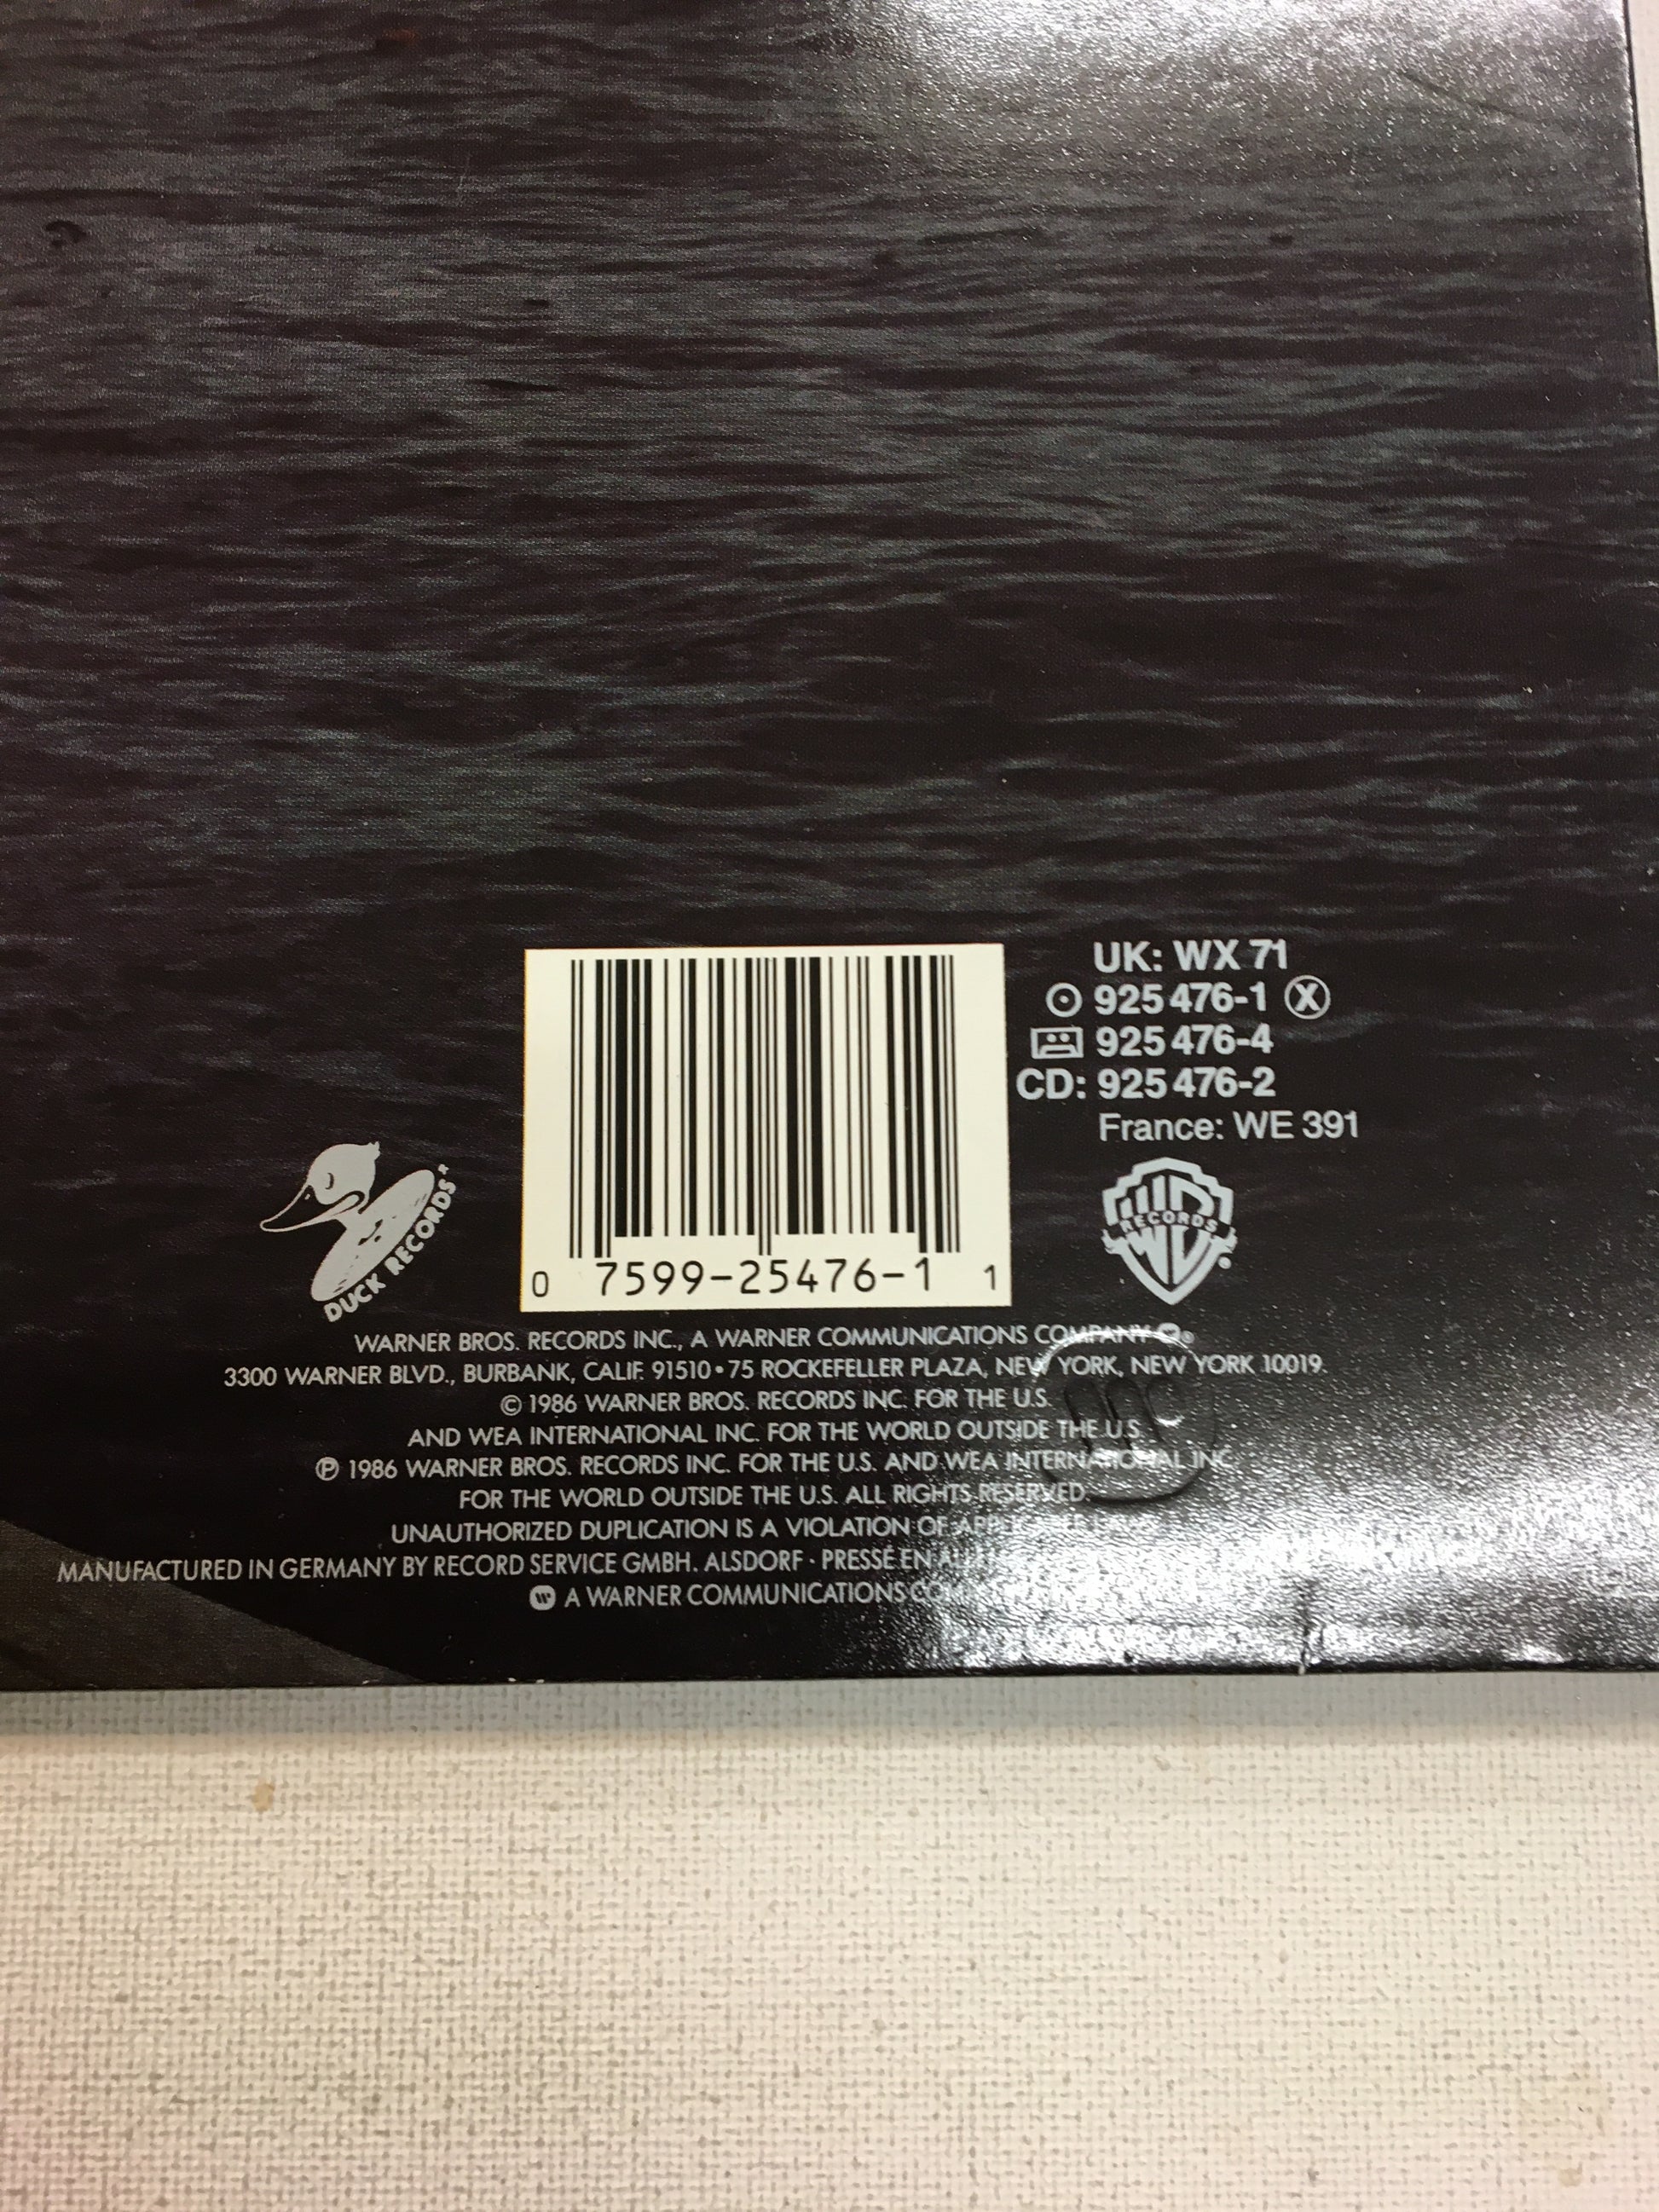 UK: WX 71
925 476-1 Ⓧ
925 476-4
CD: 925 476-2
France: WE 391
DUCK RECORDS
0 7599-25476-1 1
RECORDS
WARNER BROS. RECORDS INC., A WARNER COMMUNICATIONS COMPANY ®
3300 WARNER BLVD., BURBANK, CALIF. 91510 • 75 ROCKEFELLER PLAZA, NEW YORK, NEW YORK 10019
© 1986 WARNER BROS. RECORDS INC. FOR THE U.S.
AND WEA INTERNATIONAL INC. FOR THE WORLD OUTSIDE THE U.S.
℗ 1986 WARNER BROS. RECORDS INC. FOR THE U.S. AND WEA INTERNATIONAL INC.
FOR THE WORLD OUTSIDE THE U.S. ALL RIGHTS RESERVED.
UNAUTHORIZED DUPLICATION IS A VIOLATION OF
MANUFACTURED IN GERMANY BY RECORD SERVICE GMBH. ALSDORF · PRESSÉ EN
A WARNER COMMUNICATIONS